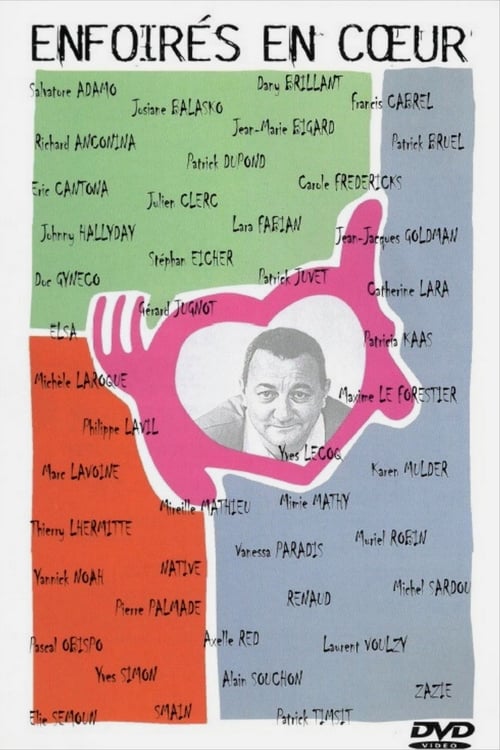 ENFOIRÉS EN CŒUR
Salvatore ADAMO
Dany BRILLANT
Josiane BALASKO
Francis CABREL
Jean-Marie BIGARD
Richard ANCONINA
Patrick BRUEL
Patrick DUPOND
Eric CANTONA
Carole FREDERICKS
Julien CLERC
Johnny HALLYDAY
Lara FABIAN
Jean-Jacques GOLDMAN
Stéphan EICHER
Doc GYNECO
Patrick JUVET
Catherine LARA
Gérard JUGNOT
ELSA
Patricia KAAS
Michèle LAROQUE
Maxime LE FORESTIER
Philippe LAVIL
Yves LECOQ
Marc LAVOINE
Karen MULDER
Mireille MATHIEU
Mimie MATHY
Thierry LHERMITTE
Vanessa PARADIS
Muriel ROBIN
Yannick NOAH
NATIVE
Michel SARDOU
Pierre PALMADE
RENAUD
Pascal OBISPO
Axelle RED
Laurent VOULZY
Yves SIMON
Alain SOUCHON
ZAZIE
Elie SEMOUN
SMAIN
Patrick TIMSIT
DVD
VIDEO